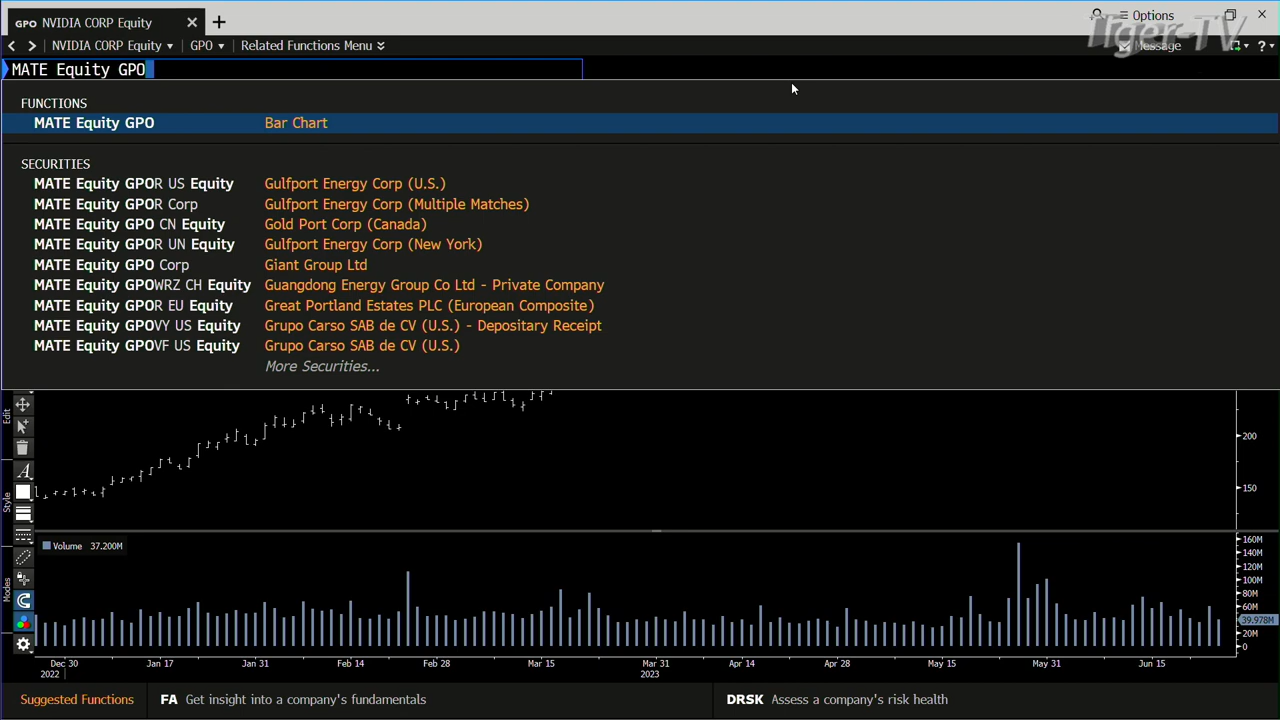 GPO NVIDIA CORP Equity
Options
Tiger-TV
NVIDIA CORP Equity GPO Related Functions Menu
Message
?
MATE Equity GPO
FUNCTIONS
MATE Equity GPO Bar Chart
SECURITIES
MATE Equity GPOR US Equity Gulfport Energy Corp (U.S.)
MATE Equity GPOR Corp Gulfport Energy Corp (Multiple Matches)
MATE Equity GPO CN Equity Gold Port Corp (Canada)
MATE Equity GPOR UN Equity Gulfport Energy Corp (New York)
MATE Equity GPO Corp Giant Group Ltd
MATE Equity GPOWRZ CH Equity Guangdong Energy Group Co Ltd - Private Company
MATE Equity GPOR EU Equity Great Portland Estates PLC (European Composite)
MATE Equity GPOVY US Equity Grupo Carso SAB de CV (U.S.) - Depositary Receipt
MATE Equity GPOVF US Equity Grupo Carso SAB de CV (U.S.)
More Securities...
Edit
Style
Modes
A
200
150
Volume 37.200M
160M
140M
120M
100M
80M
60M
39.978M
20M
0
Dec 30 Jan 17 Jan 31 Feb 14 Feb 28 Mar 15 Mar 31 Apr 14 Apr 28 May 15 May 31 Jun 15
2022 2023
Suggested Functions FA Get insight into a company's fundamentals DRSK Assess a company's risk health